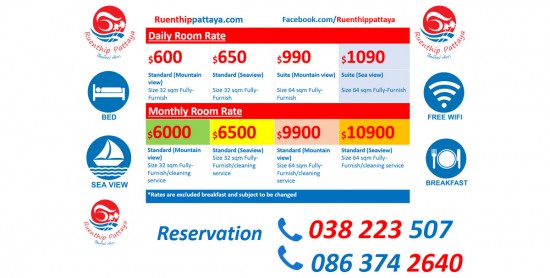 Ruenthippattaya.com
Facebook.com/Ruenthippattaya
Ruenthip Pattaya
Ruenthip Pattaya
Daily Room Rate
$600 $650 $990 $1090
Standard (Mountain view)
Size 32 sqm Fully-Furnish
Standard (Seaview)
Size 32 sqm Fully-Furnish
Suite (Mountain view)
Size 64 sqm Fully-Furnish
Suite (Sea view)
Size 64 sqm Fully-Furnish
BED
FREE WIFI
Monthly Room Rate
$6000 $6500 $9900 $10900
Standard (Mountain view)
Size 32 sqm Fully-Furnish/cleaning service
Standard (Seaview)
Size 32 sqm Fully-Furnish/cleaning service
Standard (Mountain view)
Size 64 sqm Fully-Furnish/cleaning service
Standard (Seaview)
Size 64 sqm Fully-Furnish/cleaning service
SEA VIEW
BREAKFAST
*Rates are excluded breakfast and subject to be changed
Ruenthip Pattaya
Reservation
038 223 507
086 374 2640